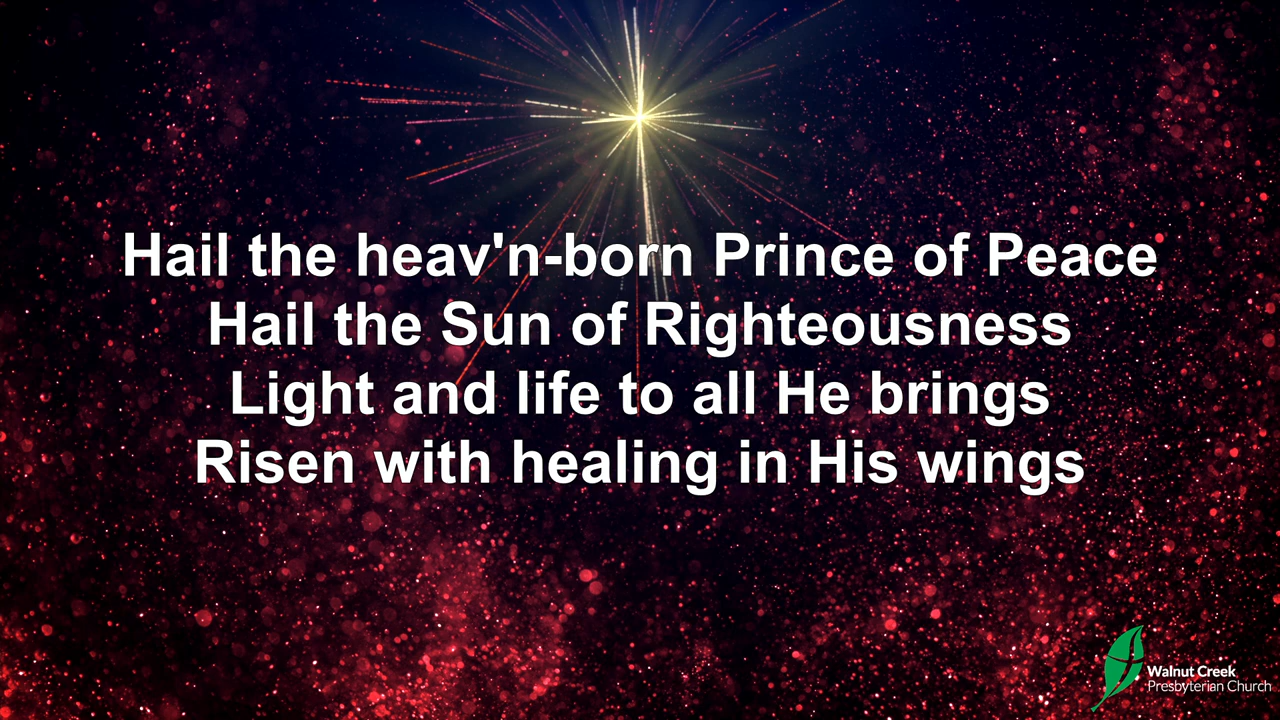 Hail the heav'n-born Prince of Peace
Hail the Sun of Righteousness
Light and life to all He brings
Risen with healing in His wings
Walnut Creek
Presbyterian Church